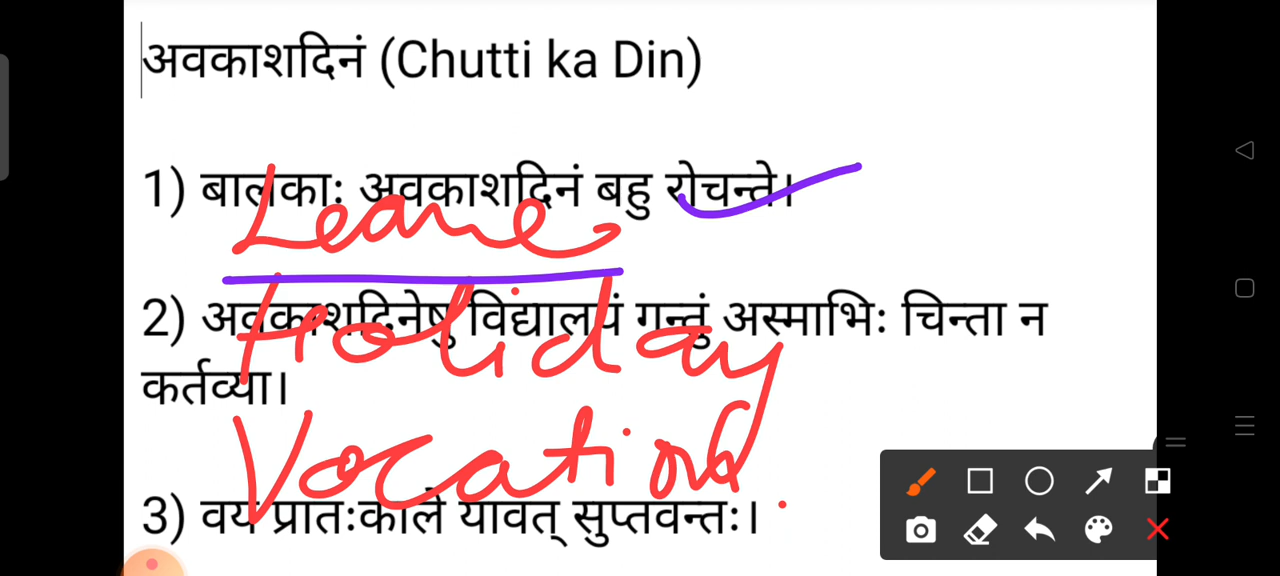 अवकाशदिनं (Chutti ka Din)
1) बालकाः अवकाशदिनं बहु रोचन्ते।
Leave
2) अवकाशदिनेषु विद्यालयं गन्तुं अस्माभिः चिन्ता न
Holiday
कर्तव्या।
Vocation
3) वयं प्रातःकाले यावत् सुप्तवन्तः।